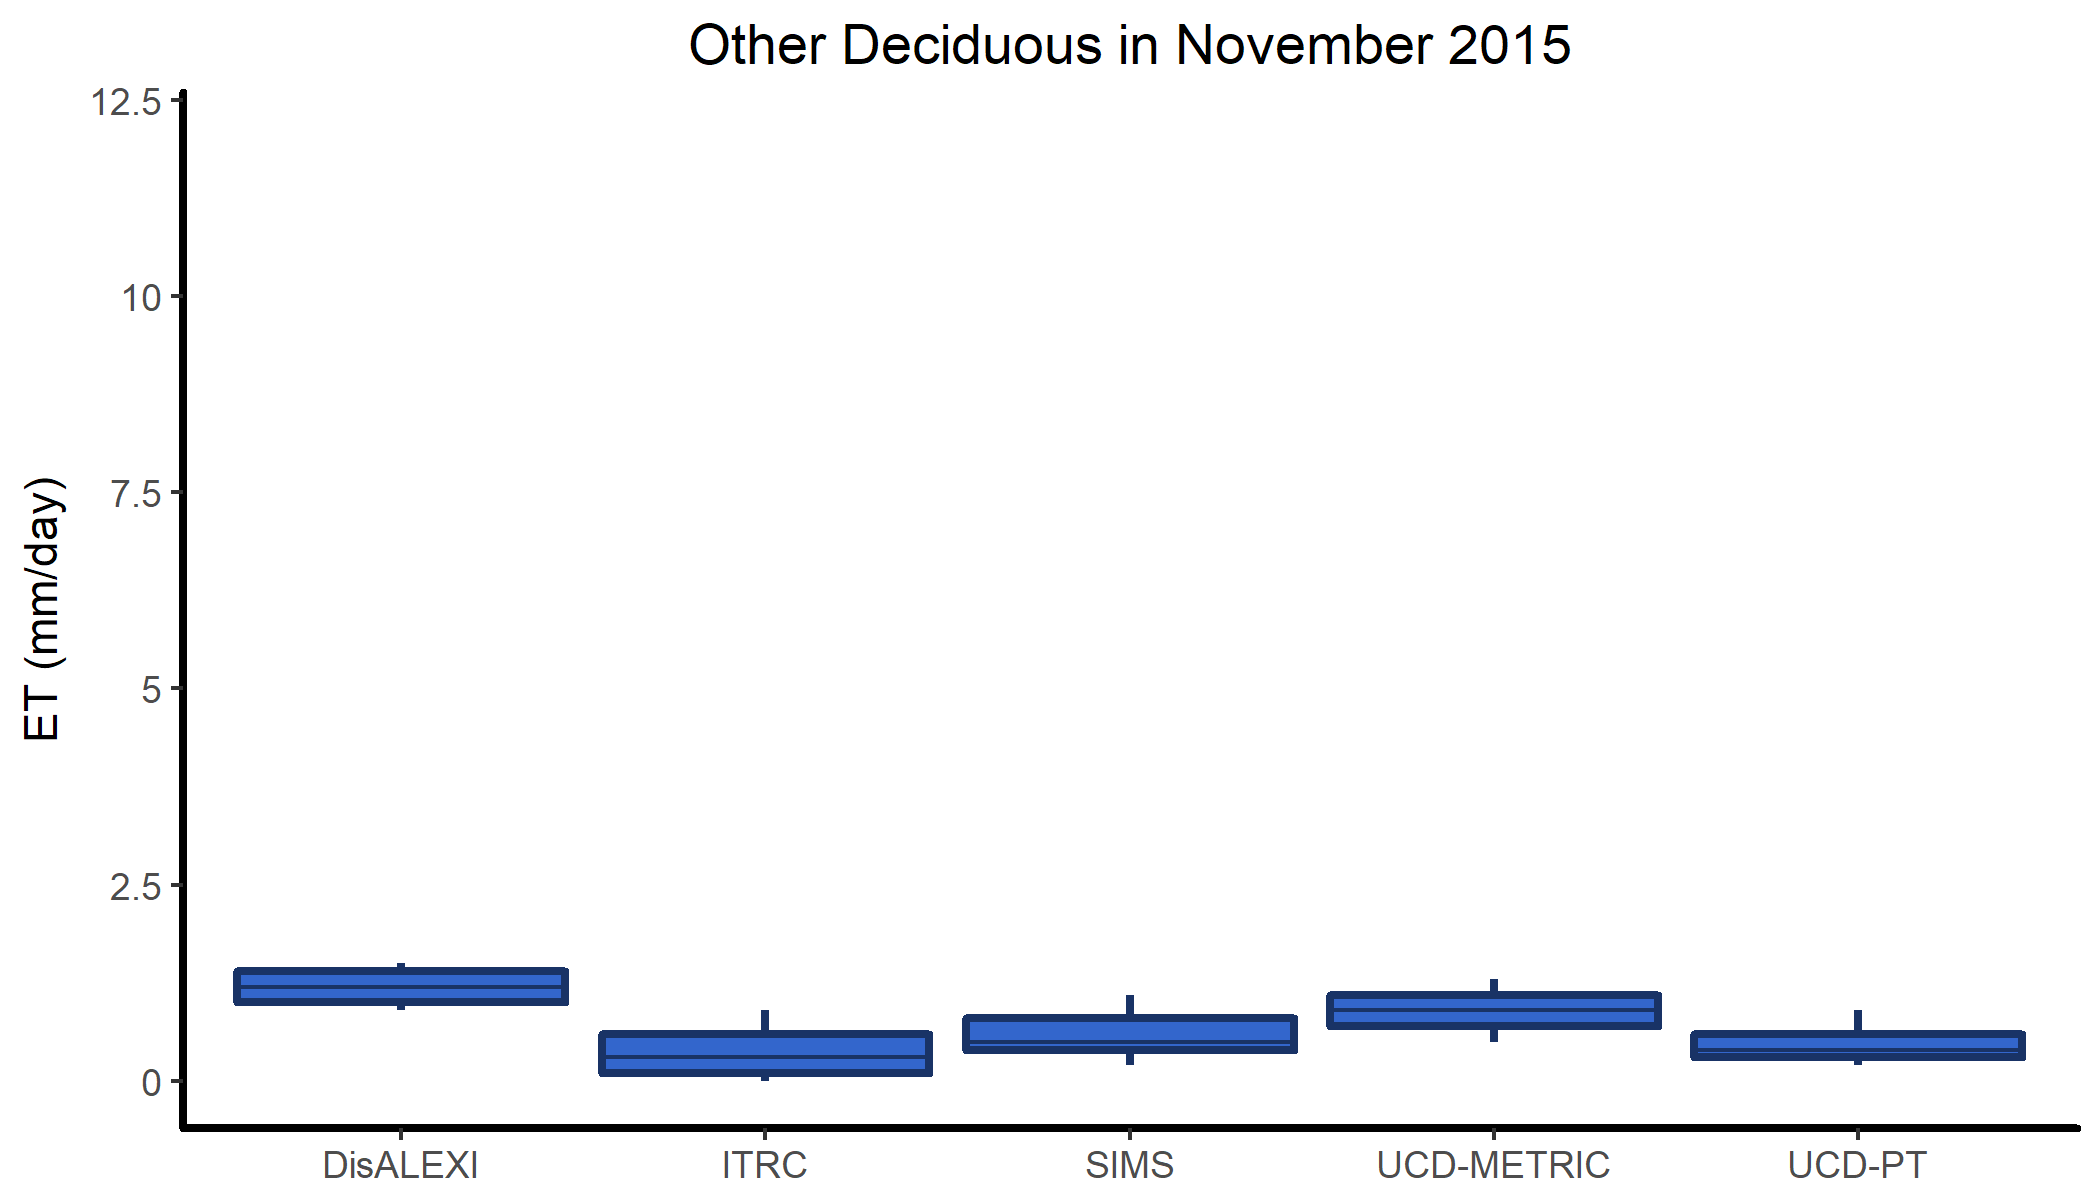 Other Deciduous in November 2015
ET (mm/day)
12.5
10
7.5
5
2.5
0
DisALEXI
ITRC
SIMS
UCD-METRIC
UCD-PT